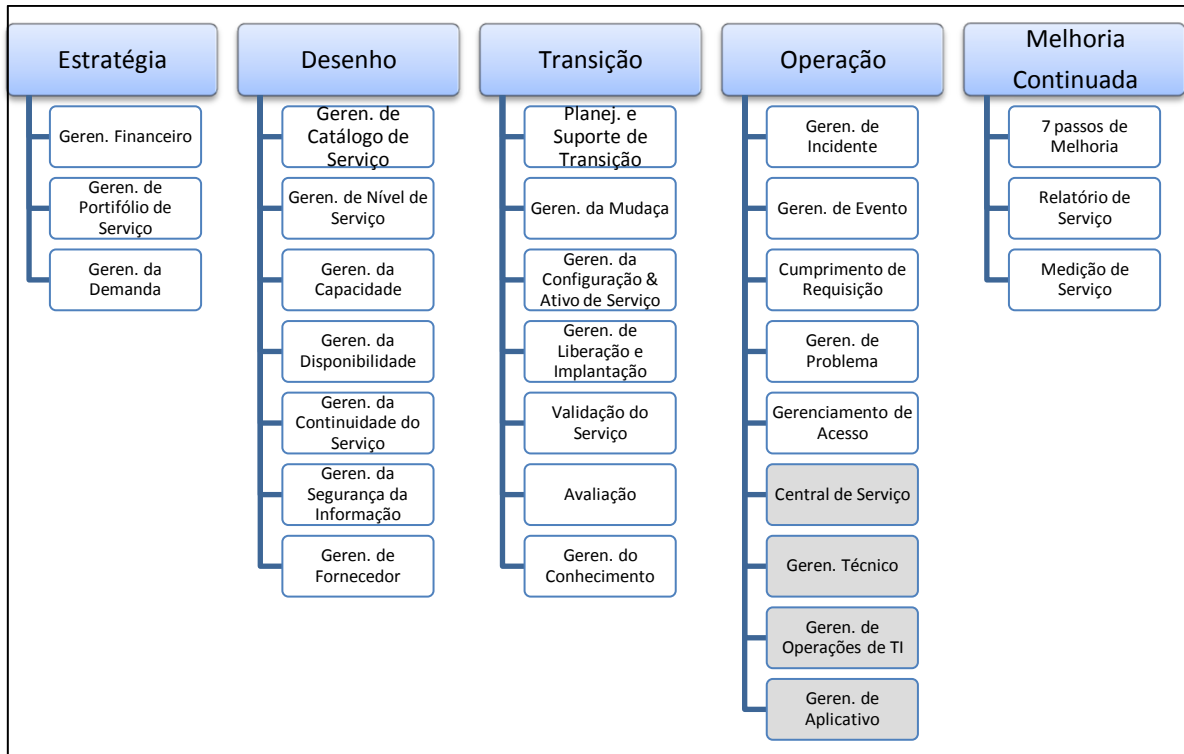 Estratégia
Geren. Financeiro
Geren. de
Portifólio de
Serviço
Geren. da
Demanda
Desenho
Geren. de
Catálogo de
Serviço
Geren. de Nível de
Serviço
Geren. da
Capacidade
Geren. da
Disponibilidade
Geren. da
Continuidade do
Serviço
Geren. da
Segurança da
Informação
Geren. de
Fornecedor
Transição
Planej. e
Suporte de
Transição
Geren. da Mudaça
Geren. da
Configuração &
Ativo de Serviço
Geren. de
Liberação e
Implantação
Validação do
Serviço
Avaliação
Geren. do
Conhecimento
Operação
Geren. de
Incidente
Geren. de Evento
Cumprimento de
Requisição
Geren. de
Problema
Gerenciamento de
Acesso
Central de Serviço
Geren. Técnico
Geren. de
Operações de TI
Geren. de
Aplicativo
Melhoria
Continuada
7 passos de
Melhoria
Relatório de
Serviço
Medição de
Serviço